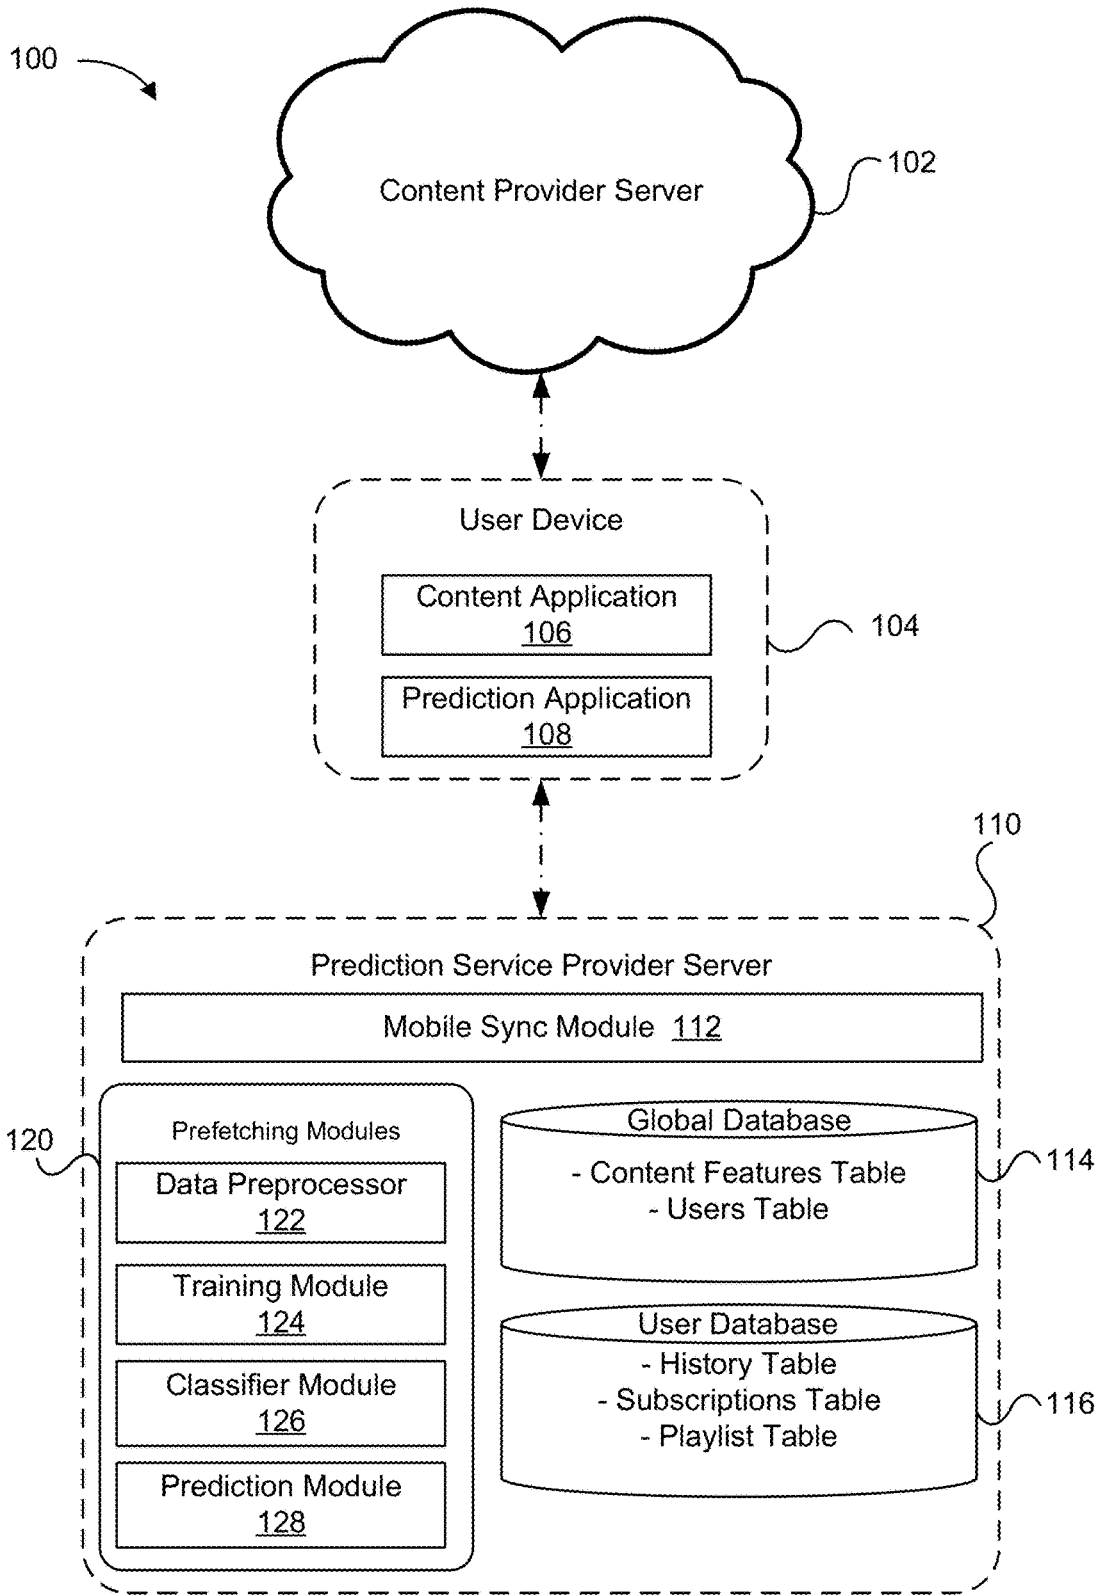 100
Content Provider Server
102
User Device
Content Application
106
Prediction Application
108
104
110
Prediction Service Provider Server
Mobile Sync Module 112
120
Prefetching Modules
Data Preprocessor
122
Training Module
124
Classifier Module
126
Prediction Module
128
Global Database
- Content Features Table
- Users Table
114
User Database
- History Table
- Subscriptions Table
- Playlist Table
116